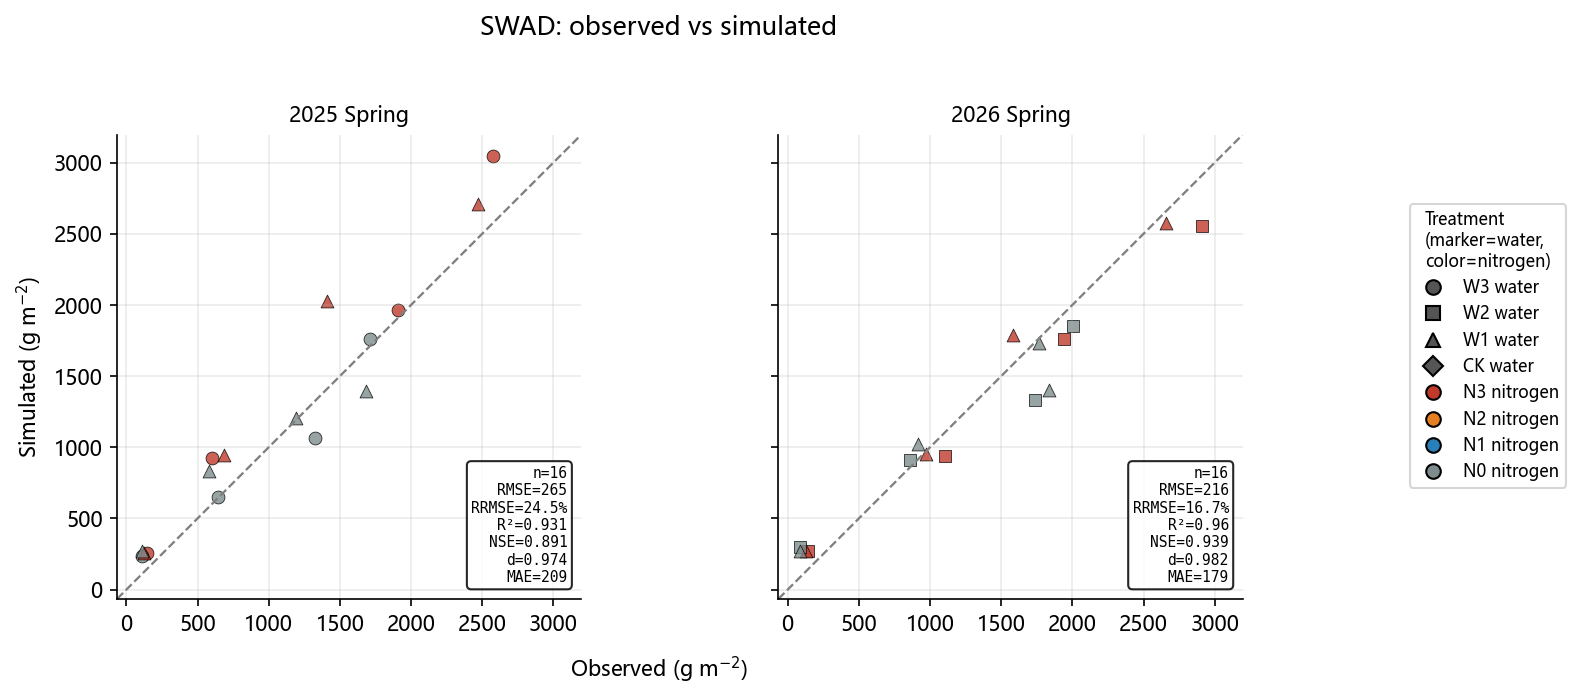 SWAD: observed vs simulated
2025 Spring
2026 Spring
Simulated (g m⁻²)
3000
2500
2000
1500
1000
500
0
n=16
RMSE=265
RRMSE=24.5%
R²=0.931
NSE=0.891
d=0.974
MAE=209
0 500 1000 1500 2000 2500 3000
n=16
RMSE=216
RRMSE=16.7%
R²=0.96
NSE=0.939
d=0.982
MAE=179
0 500 1000 1500 2000 2500 3000
Observed (g m⁻²)
Treatment
(marker=water,
color=nitrogen)
W3 water
W2 water
W1 water
CK water
N3 nitrogen
N2 nitrogen
N1 nitrogen
N0 nitrogen